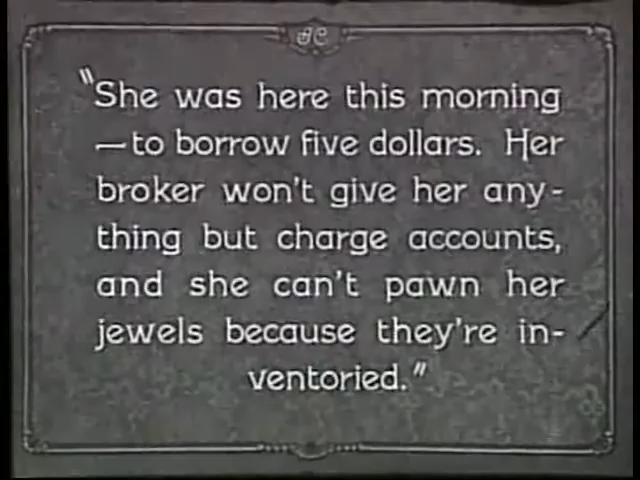 "She was here this morning
—to borrow five dollars. Her
broker won't give her any-
thing but charge accounts,
and she can't pawn her
jewels because they're in-
ventoried."